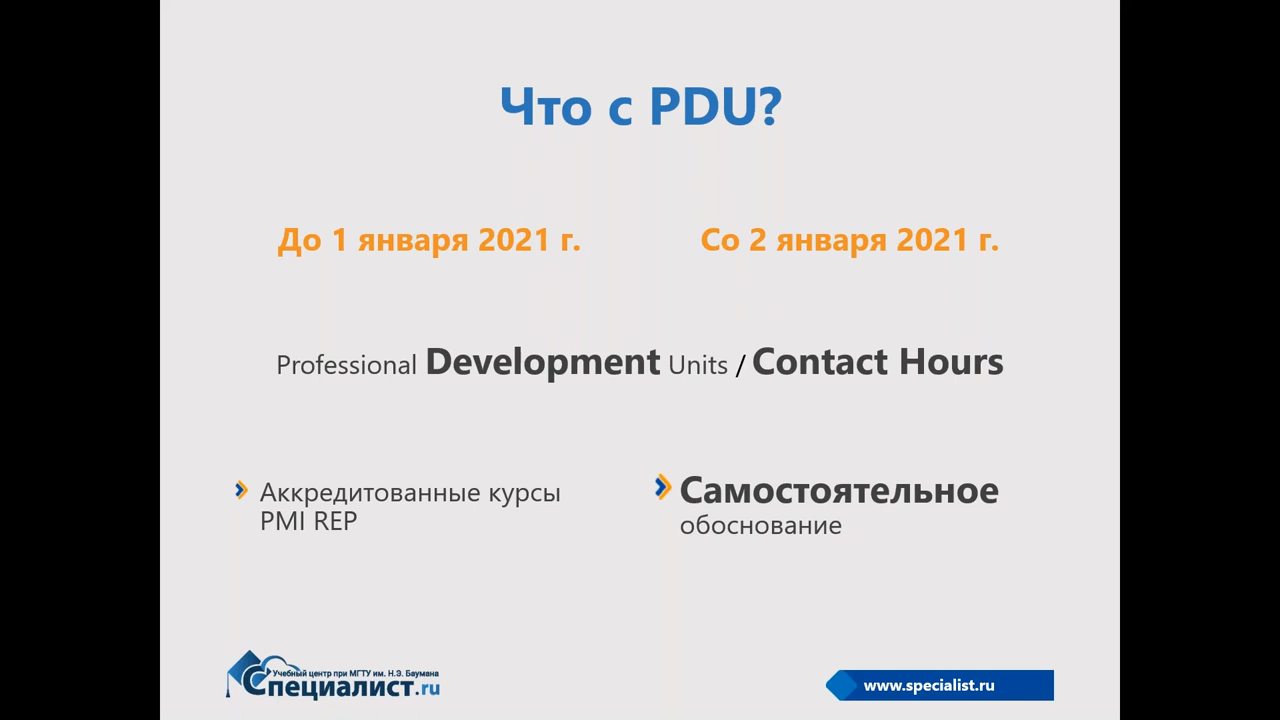 Что с PDU?
До 1 января 2021 г.
Со 2 января 2021 г.
Professional Development Units / Contact Hours
Аккредитованные курсы
PMI REP
Самостоятельное
обоснование
Учебный центр при МГТУ им. Н.Э. Баумана
Специалист.ru
www.specialist.ru